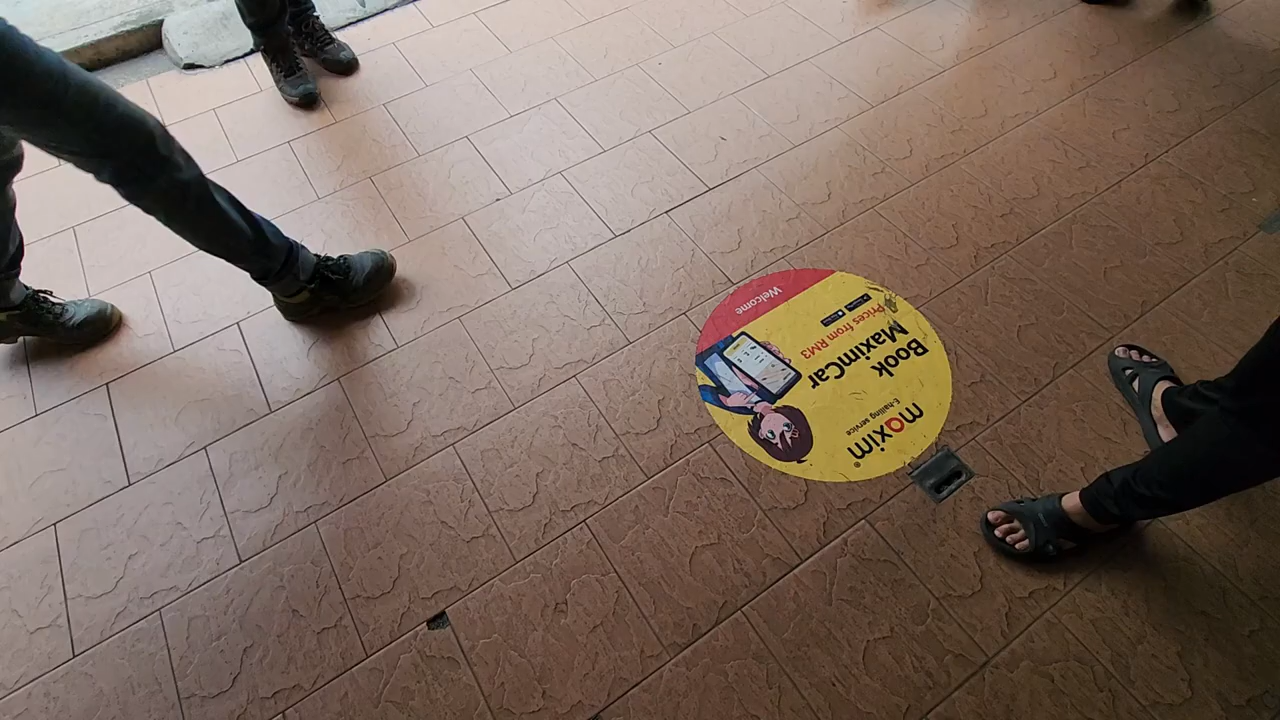 maxim®
E-hailing service
Book
MaximCar
Prices from RM3
Welcome